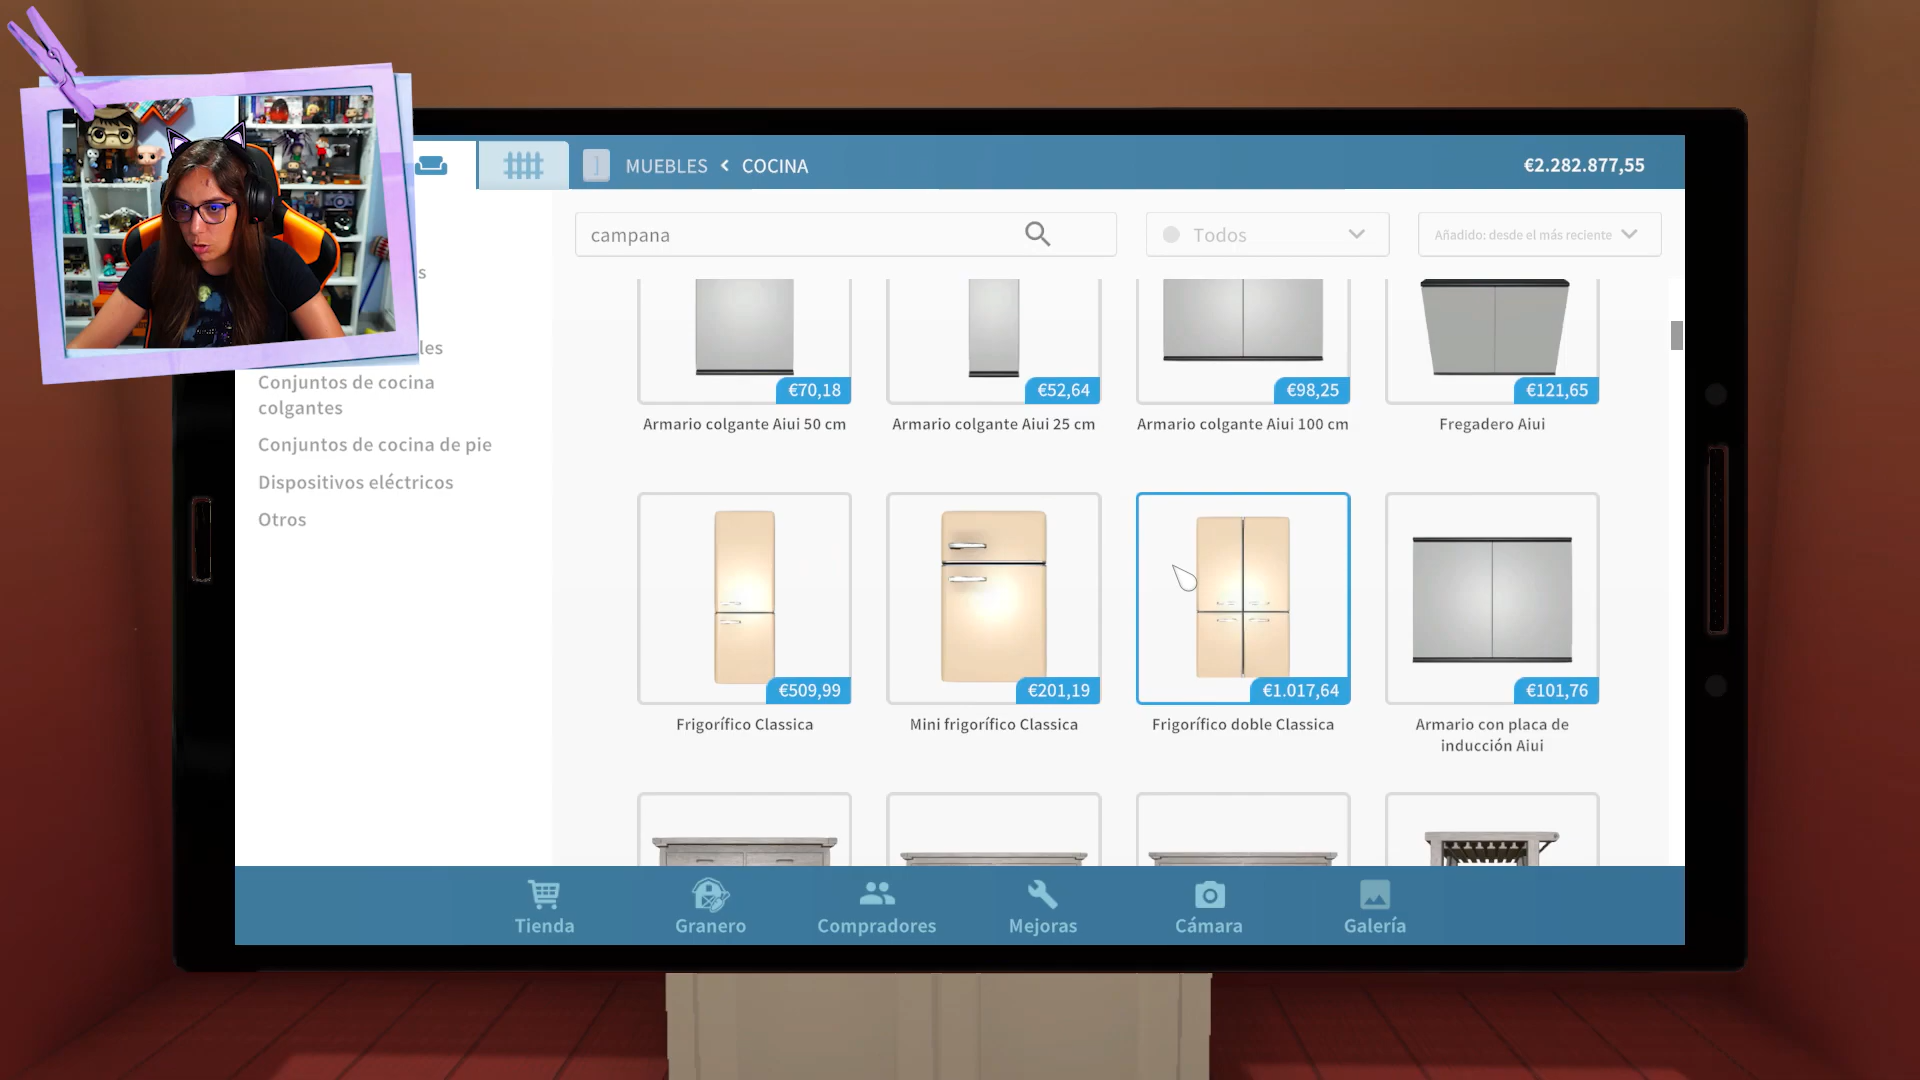 MUEBLES < COCINA
€2.282.877,55
campana
Todos
Añadido: desde el más reciente
s
les
Conjuntos de cocina
colgantes
Conjuntos de cocina de pie
Dispositivos eléctricos
Otros
€70,18
€52,64
€98,25
€121,65
Armario colgante Aiui 50 cm
Armario colgante Aiui 25 cm
Armario colgante Aiui 100 cm
Fregadero Aiui
€509,99
€201,19
€1.017,64
€101,76
Frigorífico Classica
Mini frigorífico Classica
Frigorífico doble Classica
Armario con placa de
inducción Aiui
Tienda
Granero
Compradores
Mejoras
Cámara
Galería